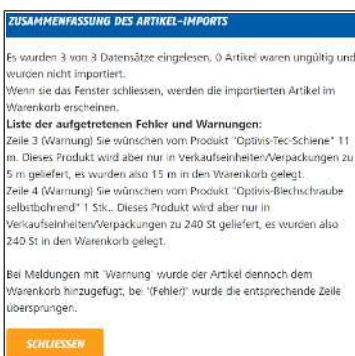 ZUSAMMENFASSUNG DES ARTIKEL-IMPORTS
Es wurden 3 von 3 Datensätze eingelesen, 0 Artikel waren ungültig und
wurden nicht importiert.
Wenn sie das Fenster schliessen, werden die importierten Artikel im
Warenkorb erscheinen.
Liste der aufgetretenen Fehler und Warnungen:
Zeile 3 (Warnung) Sie wünschen vom Produkt "Optivis-Tec-Schiene" 11
m. Dieses Produkt wird aber nur in Verkaufseinheiten/Verpackungen zu
5 m geliefert, es wurden also 15 m in den Warenkorb gelegt.
Zeile 4 (Warnung) Sie wünschen vom Produkt "Optivis-Blechschraube
selbstbohrend" 1 Stk.. Dieses Produkt wird aber nur in
Verkaufseinheiten/Verpackungen zu 240 St geliefert, es wurden also
240 St in den Warenkorb gelegt.
Bei Meldungen mit 'Warnung' wurde der Artikel dennoch dem
Warenkorb hinzugefügt, bei '(Fehler)' wurde die entsprechende Zeile
übersprungen.
SCHLIESSEN